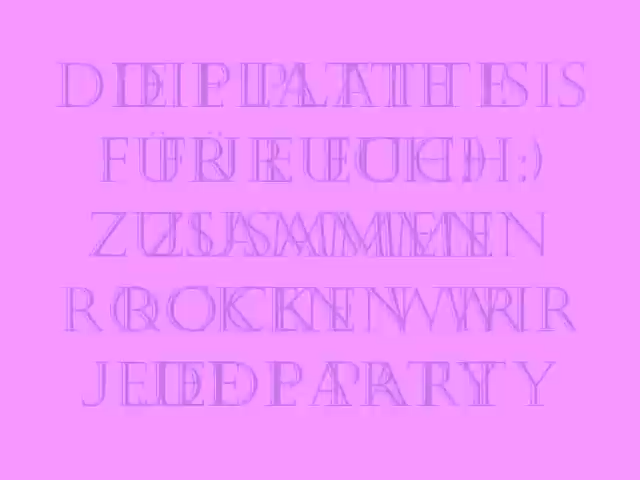 DIE PLATTE IS
FÜR EUCH :)
ZUSAMMEN
ROCKEN WIR
JEDE PARTY